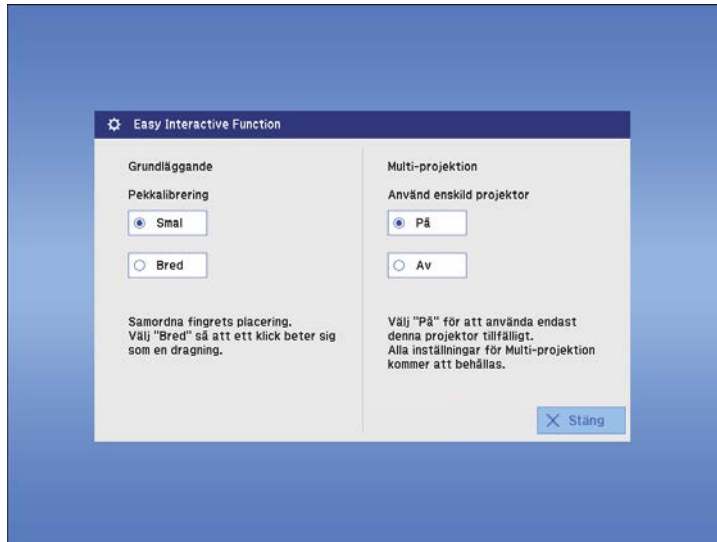 Easy Interactive Function
Grundläggande
Pekkalibrering
Smal
Bred
Samordna fingrets placering.
Välj "Bred" så att ett klick beter sig
som en dragning.
Multi-projektion
Använd enskild projektor
På
Av
Välj "På" för att använda endast
denna projektor tillfälligt.
Alla inställningar för Multi-projektion
kommer att behållas.
Stäng